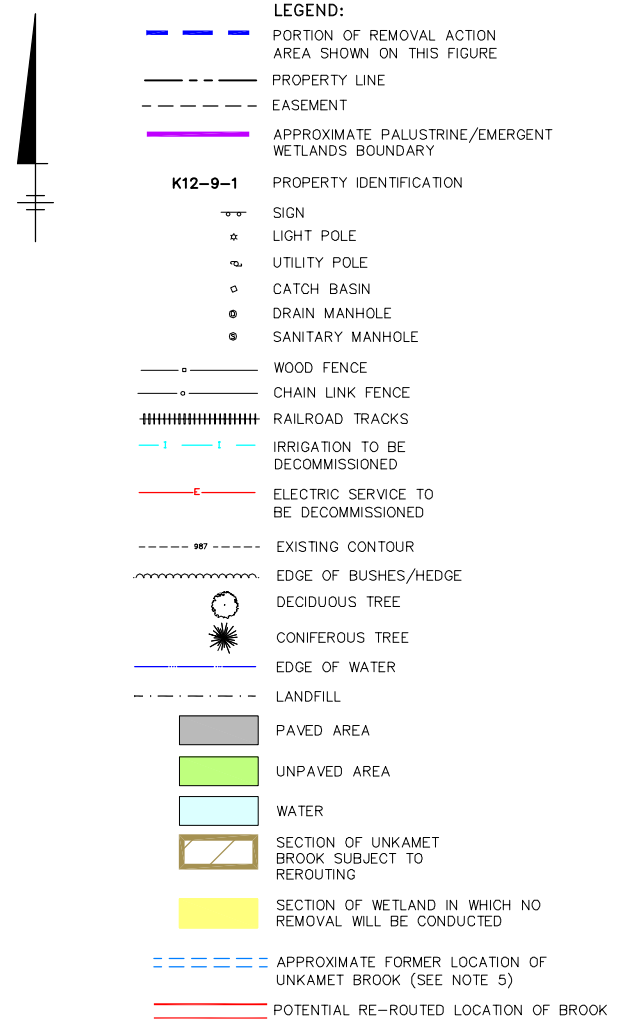 LEGEND:
PORTION OF REMOVAL ACTION
AREA SHOWN ON THIS FIGURE
PROPERTY LINE
EASEMENT
APPROXIMATE PALUSTRINE/EMERGENT
WETLANDS BOUNDARY
K12-9-1 PROPERTY IDENTIFICATION
SIGN
LIGHT POLE
UTILITY POLE
CATCH BASIN
D DRAIN MANHOLE
S SANITARY MANHOLE
WOOD FENCE
CHAIN LINK FENCE
RAILROAD TRACKS
I I IRRIGATION TO BE
DECOMMISSIONED
E ELECTRIC SERVICE TO
BE DECOMMISSIONED
987 EXISTING CONTOUR
EDGE OF BUSHES/HEDGE
DECIDUOUS TREE
CONIFEROUS TREE
EDGE OF WATER
LANDFILL
PAVED AREA
UNPAVED AREA
WATER
SECTION OF UNKAMET
BROOK SUBJECT TO
REROUTING
SECTION OF WETLAND IN WHICH NO
REMOVAL WILL BE CONDUCTED
APPROXIMATE FORMER LOCATION OF
UNKAMET BROOK (SEE NOTE 5)
POTENTIAL RE-ROUTED LOCATION OF BROOK